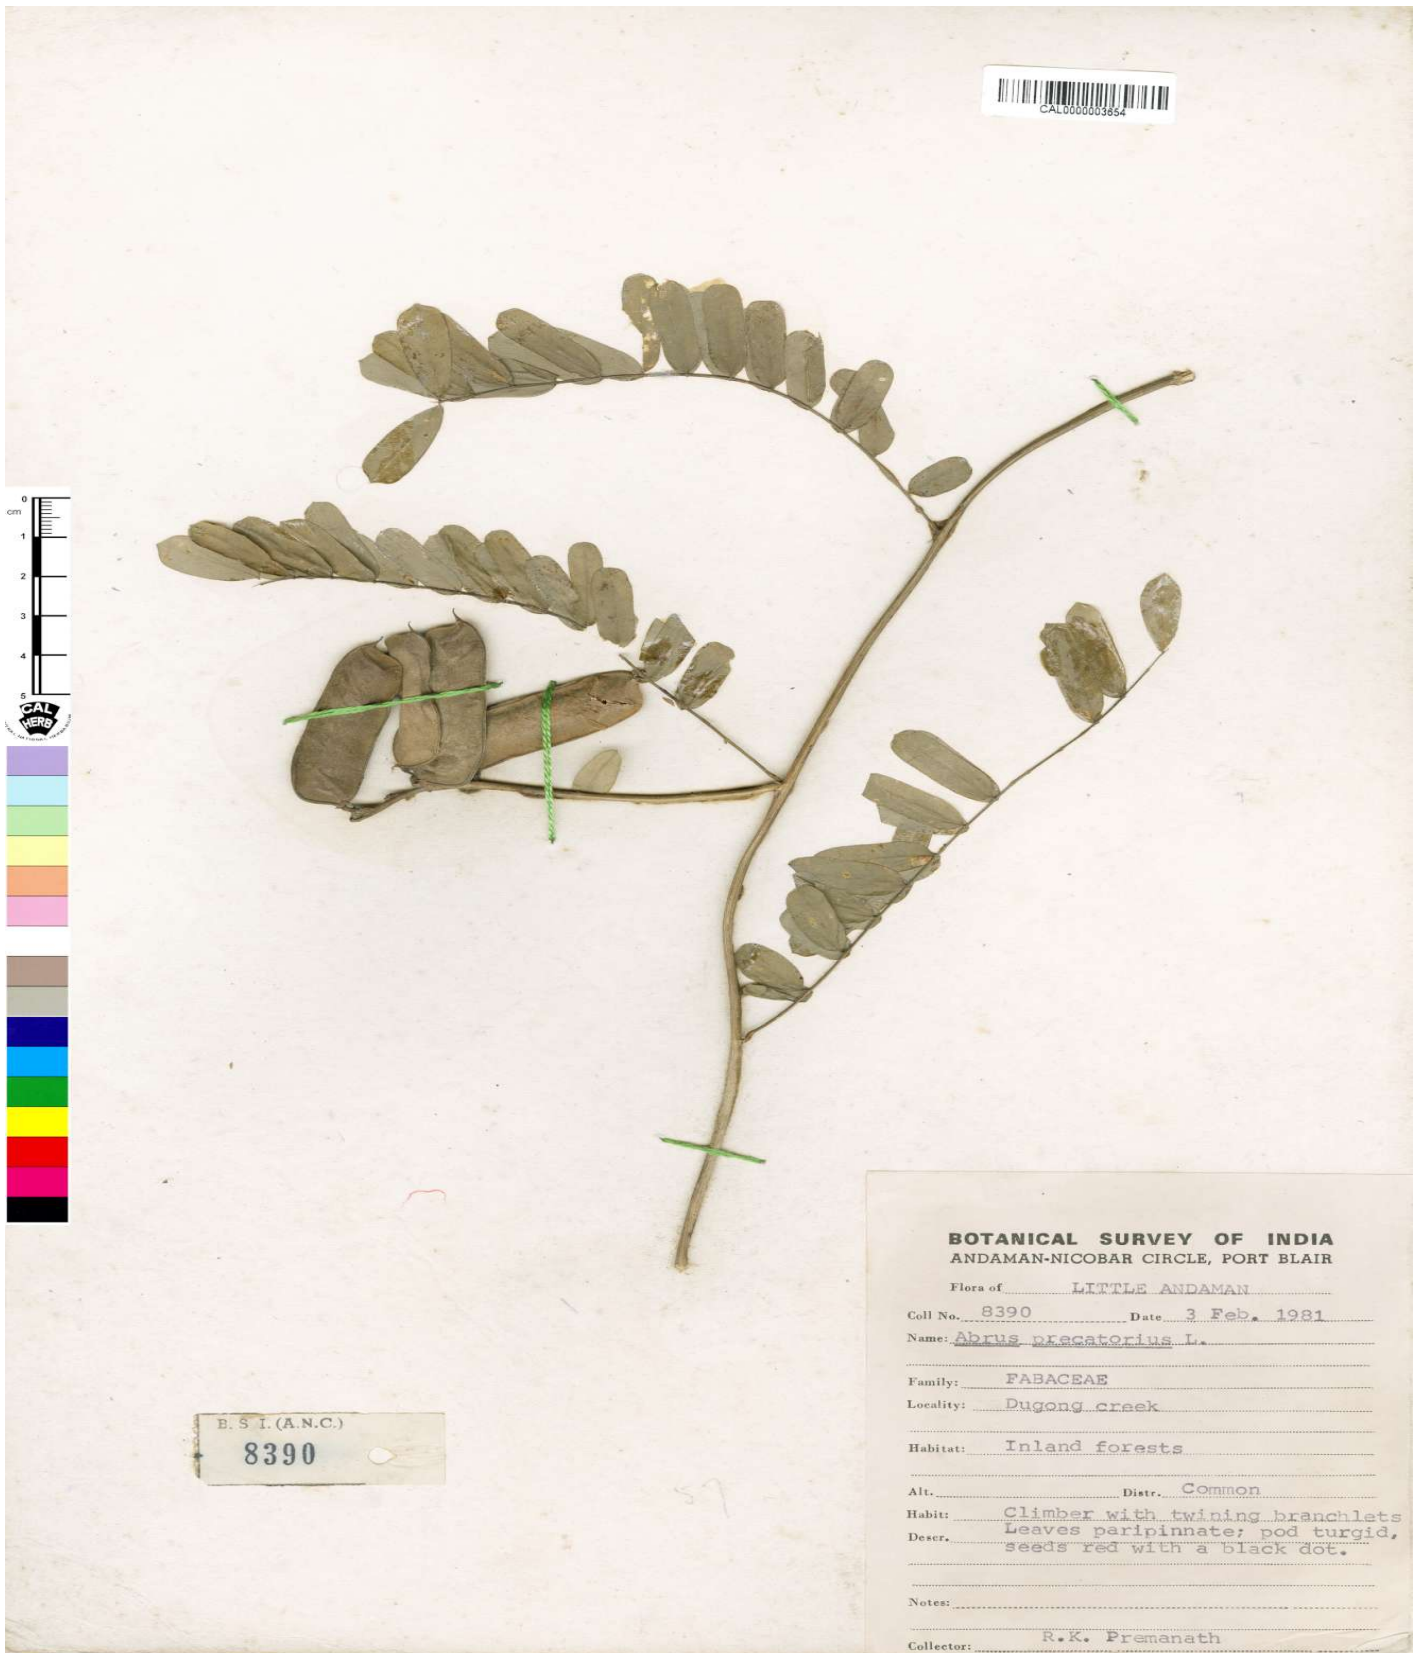 CAL0000003654
0
cm
1
2
3
4
5
CAL
HERB
BOTANICAL SURVEY OF INDIA
ANDAMAN-NICOBAR CIRCLE, PORT BLAIR
Flora of LITTLE ANDAMAN
Coll No. 8390 Date 3 Feb. 1981
Name: Abrus precatorius L.
Family: FABACEAE
Locality: Dugong creek
Habitat: Inland forests
Alt. Distr. Common
Habit: Climber with twining branchlets
Descr. Leaves paripinnate; pod turgid,
seeds red with a black dot.
Notes:
Collector: R.K. Premanath
B. S I. (A.N.C.)
8390
57